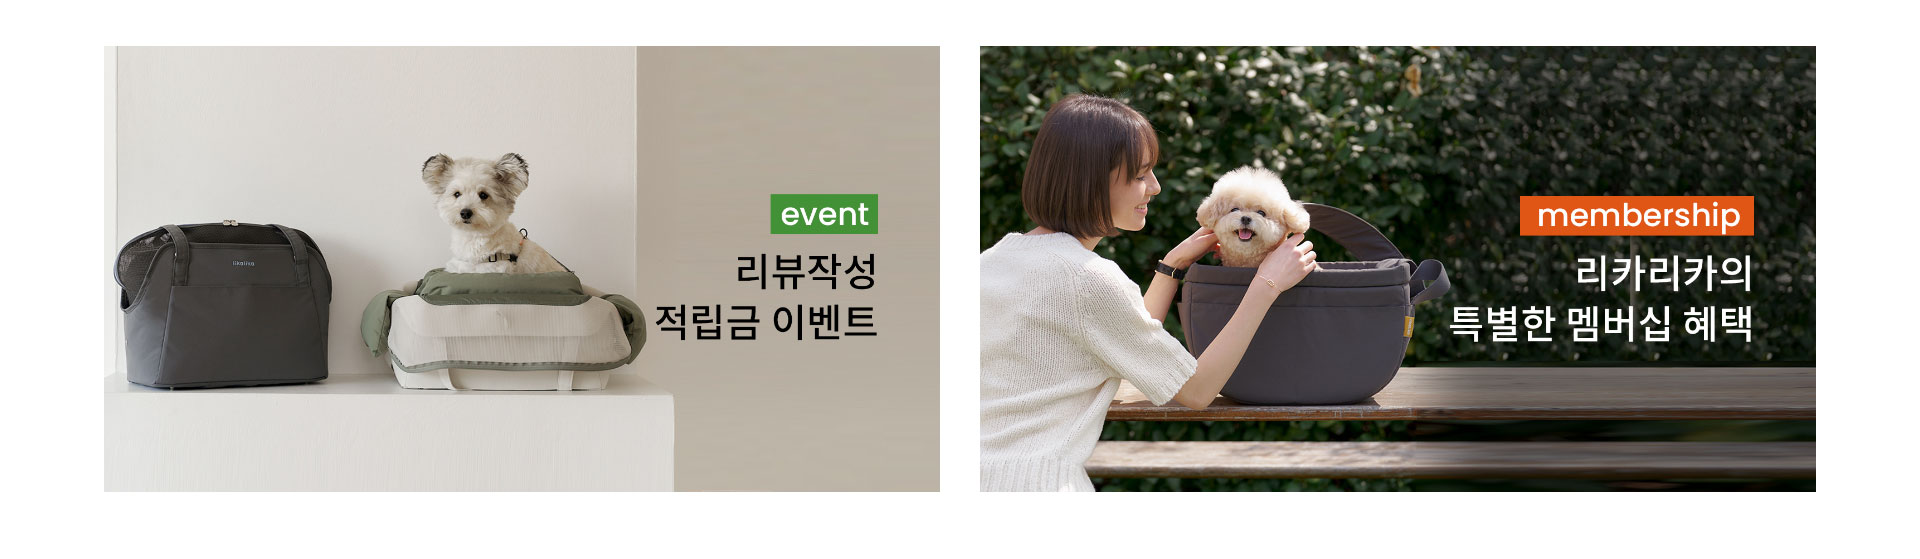 event
리뷰작성
적립금 이벤트
membership
리카리카의
특별한 멤버십 혜택